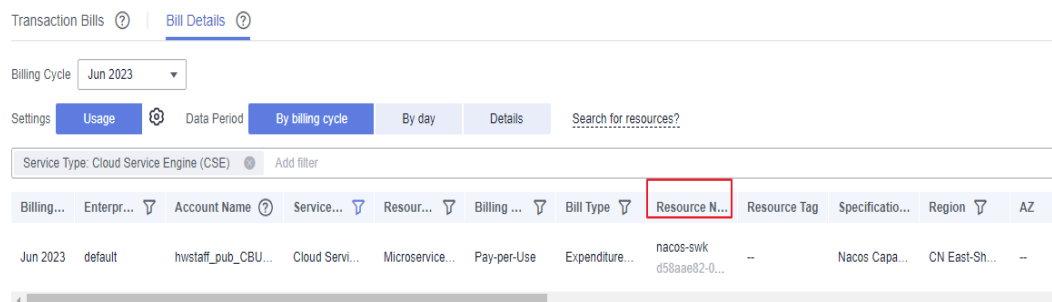 Transaction Bills ? Bill Details ?
Billing Cycle Jun 2023
Settings Usage Data Period By billing cycle By day Details Search for resources?
Service Type: Cloud Service Engine (CSE) Add filter
Billing... Enterpr... Account Name ? Service... Resour... Billing ... Bill Type Resource N... Resource Tag Specificatio... Region AZ
Jun 2023 default hwstaff_pub_CBU... Cloud Servi... Microservice... Pay-per-Use Expenditure... nacos-swk -- Nacos Capa... CN East-Sh... --
d58aae82-0...